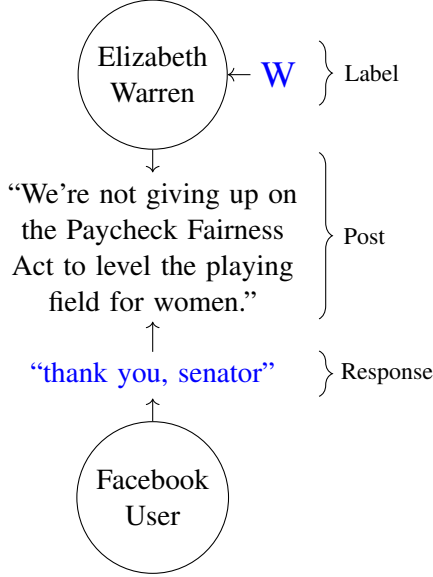 Elizabeth
Warren
W
Label
“We're not giving up on
the Paycheck Fairness
Act to level the playing
field for women.”
Post
“thank you, senator”
Response
Facebook
User